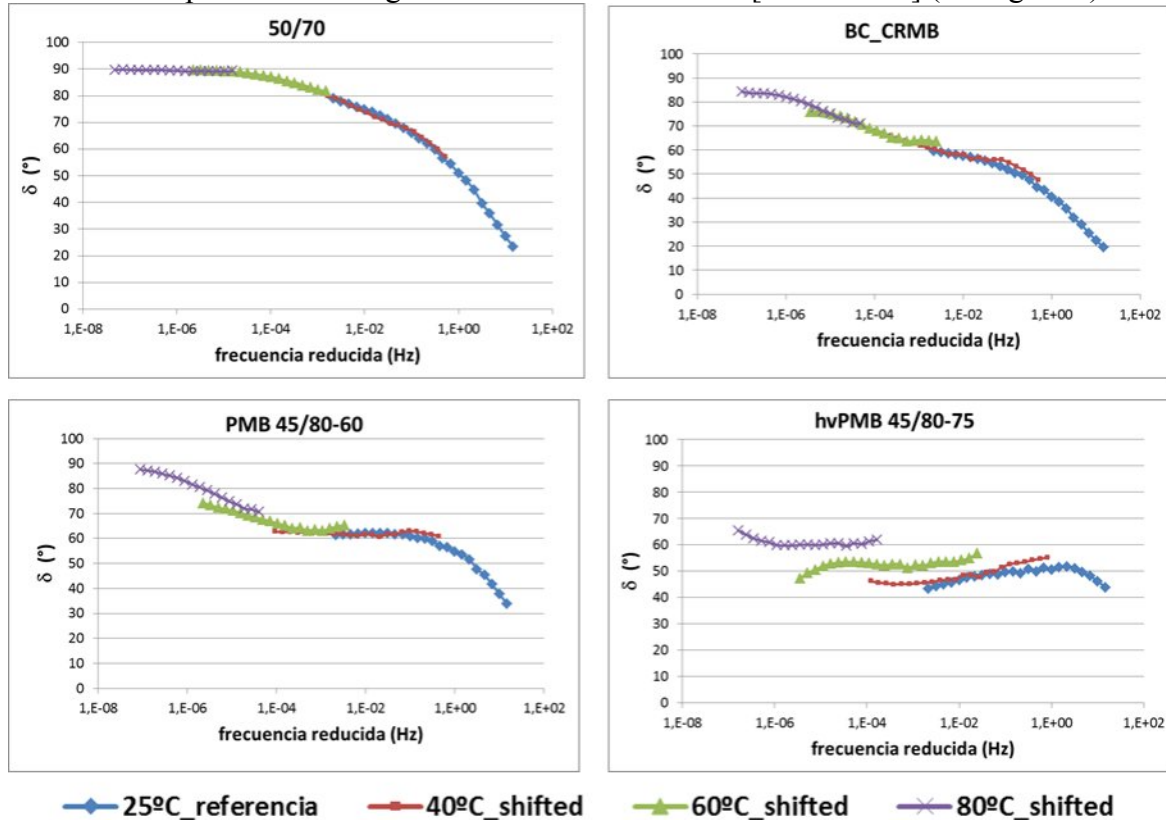 50/70
100
90
80
70
60
50
40
30
20
10
0
δ (°)
1,E-08 1,E-06 1,E-04 1,E-02 1,E+00 1,E+02
frecuencia reducida (Hz)
BC_CRMB
100
90
80
70
60
50
40
30
20
10
0
δ (°)
1,E-08 1,E-06 1,E-04 1,E-02 1,E+00 1,E+02
frecuencia reducida (Hz)
PMB 45/80-60
100
90
80
70
60
50
40
30
20
10
0
δ (°)
1,E-08 1,E-06 1,E-04 1,E-02 1,E+00 1,E+02
frecuencia reducida (Hz)
hvPMB 45/80-75
100
90
80
70
60
50
40
30
20
10
0
δ (°)
1,E-08 1,E-06 1,E-04 1,E-02 1,E+00 1,E+02
frecuencia reducida (Hz)
25ºC_referencia 40ºC_shifted 60ºC_shifted 80ºC_shifted